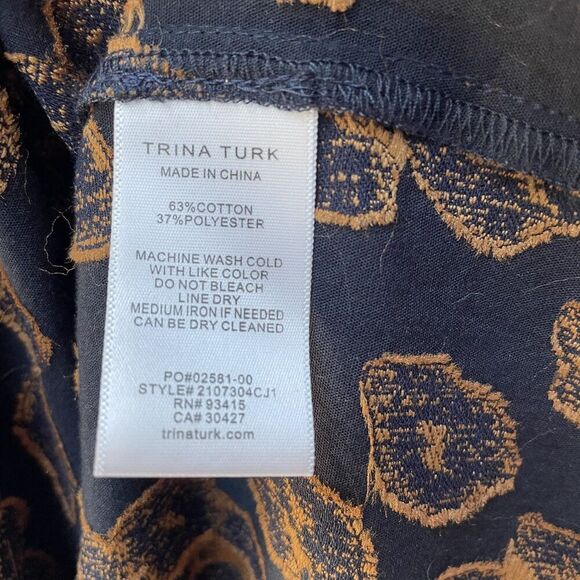 TRINA TURK
MADE IN CHINA
63%COTTON
37%POLYESTER
MACHINE WASH COLD
WITH LIKE COLOR
DO NOT BLEACH
LINE DRY
MEDIUM IRON IF NEEDED
CAN BE DRY CLEANED
PO#02581-00
STYLE# 2107304CJ1
RN# 93415
CA# 30427
trinaturk.com